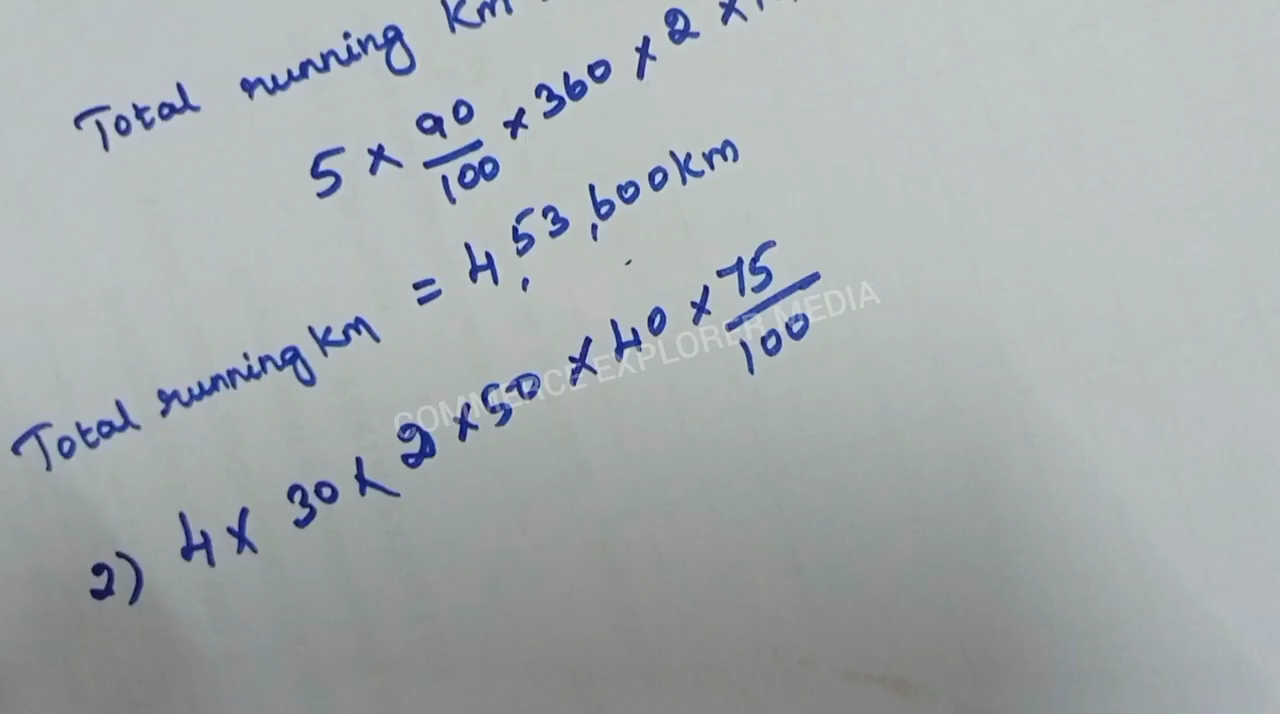 Total running Km
5 × 90/100 × 360 × 2 ×
Total running Km = 4,53,600 Km
2) 4 × 30 × 2 × 50 × 40 × 75/100
COMMERCE EXPLORER MEDIA